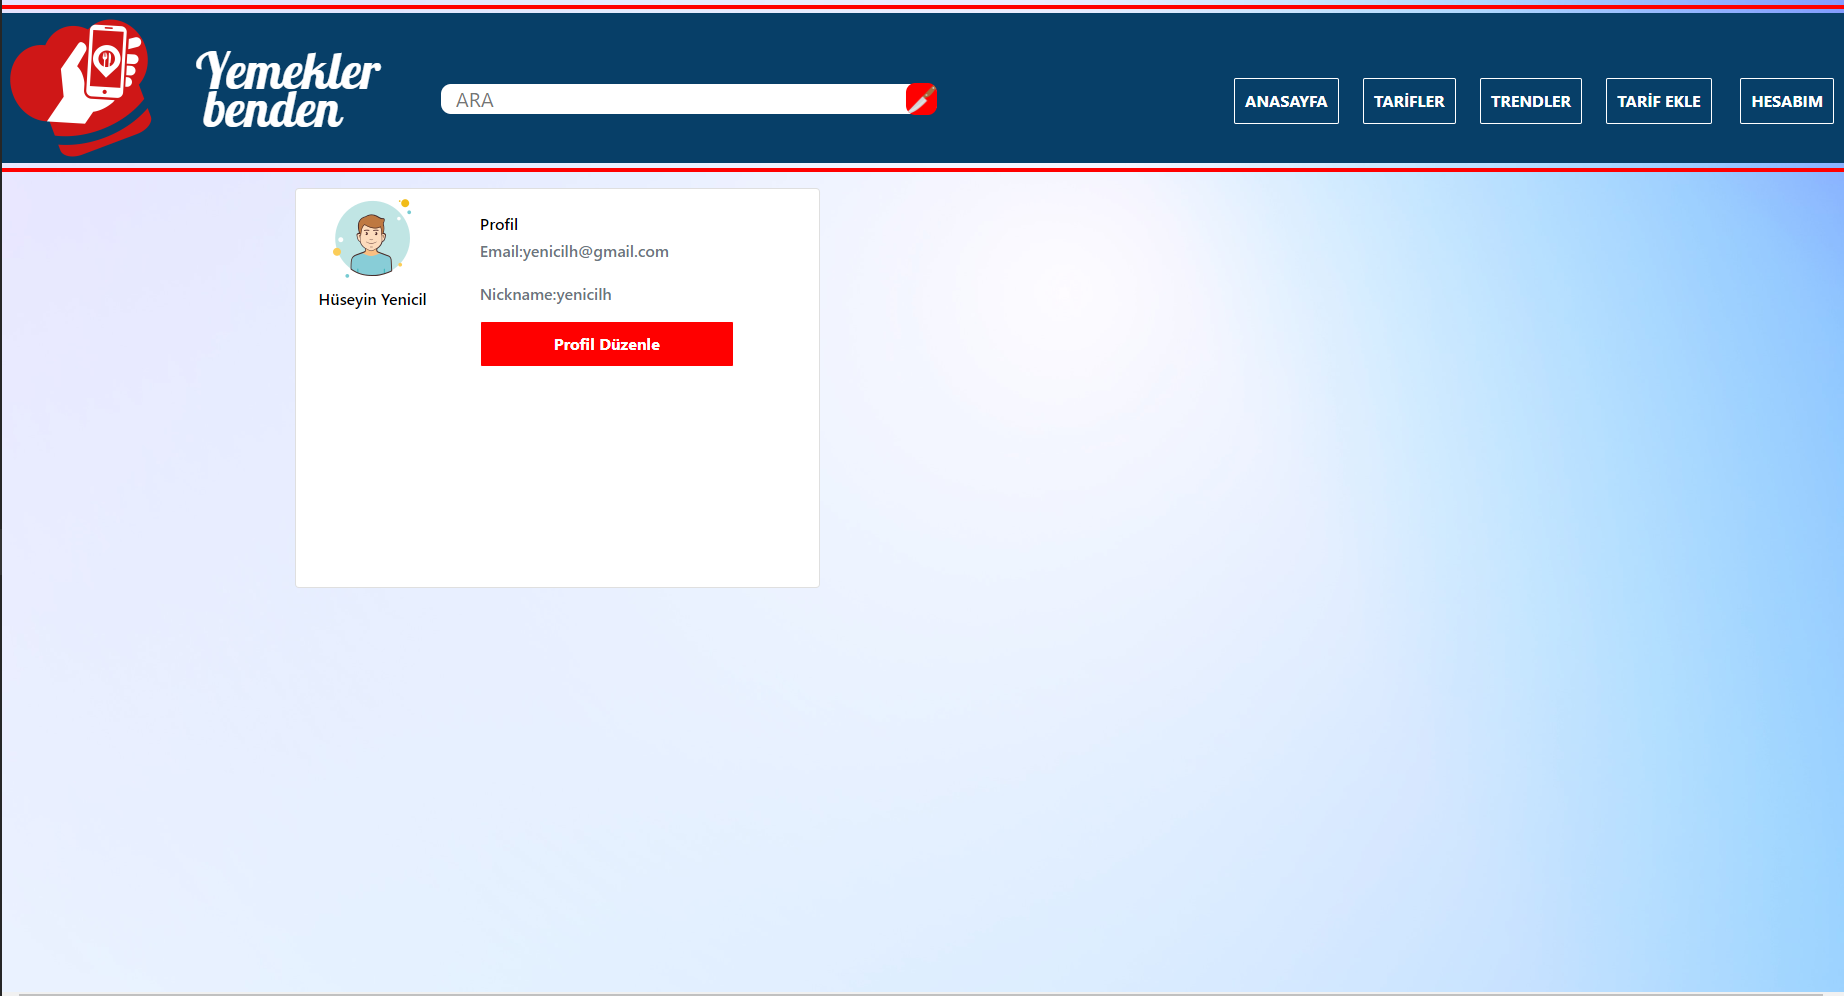 Yemekler
benden
ARA
ANASAYFA
TARİFLER
TRENDLER
TARİF EKLE
HESABIM
Hüseyin Yenicil
Profil
Email:yenicilh@gmail.com
Nickname:yenicilh
Profil Düzenle